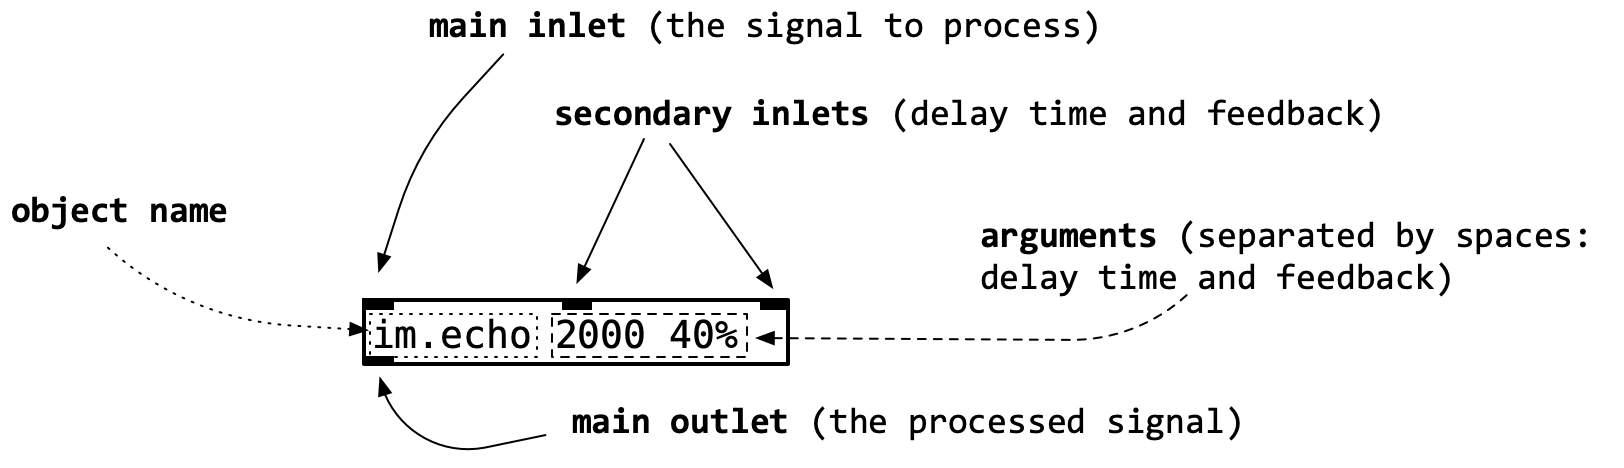 main inlet (the signal to process)
secondary inlets (delay time and feedback)
object name
arguments (separated by spaces:
delay time and feedback)
im.echo 2000 40%
main outlet (the processed signal)